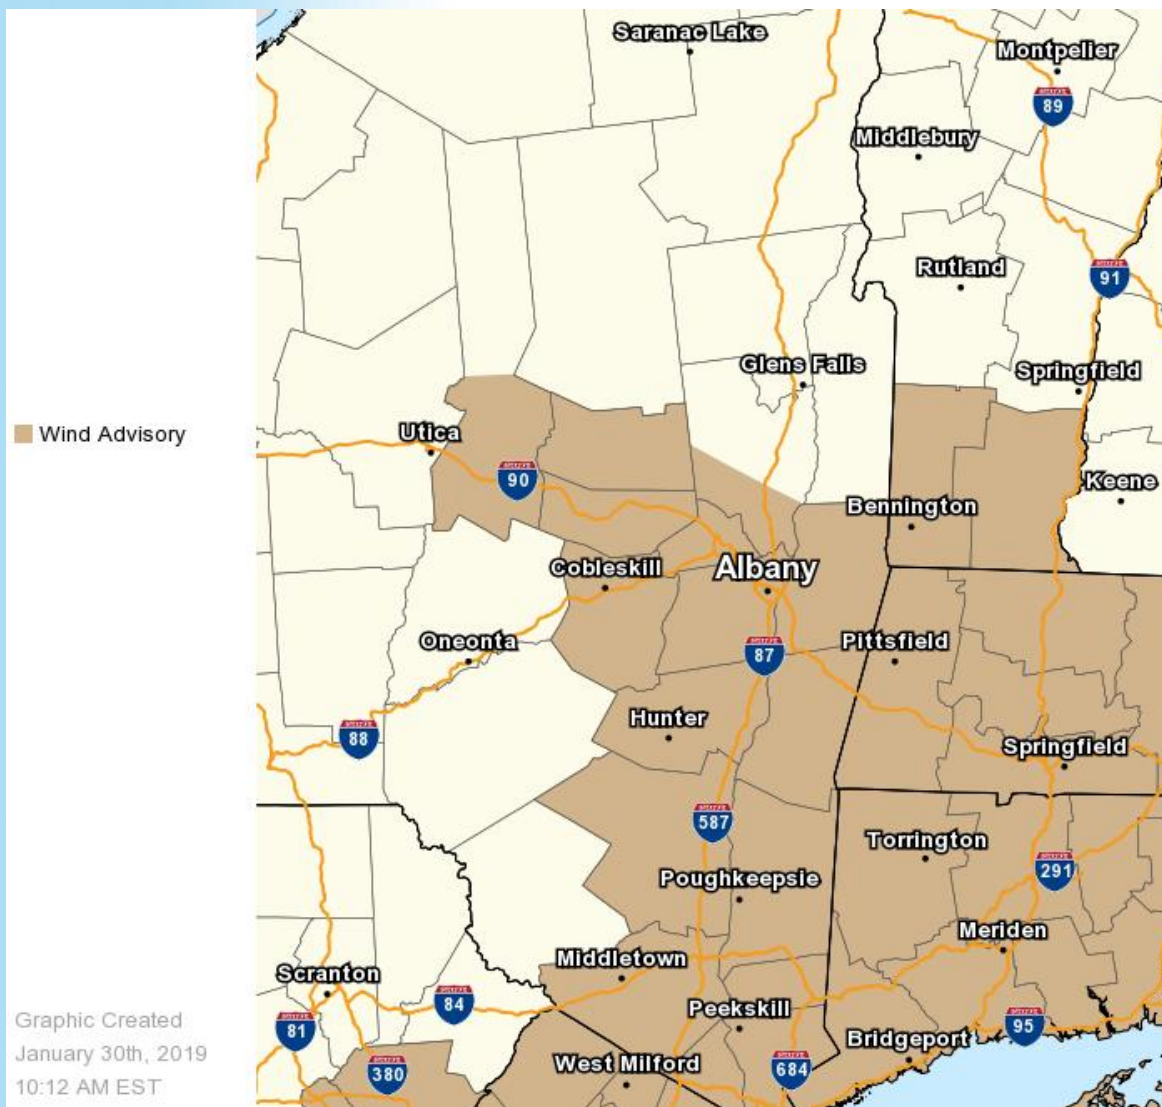 Saranac Lake
Montpelier
89
Middlebury
Rutland
91
Glens Falls
Springfield
Wind Advisory
Utica
90
Keene
Bennington
Cobleskill
Albany
Oneonta
87
Pittsfield
Hunter
88
Springfield
587
Torrington
291
Poughkeepsie
Meriden
Middletown
Scranton
84
Peekskill
81
95
Bridgeport
Graphic Created
January 30th, 2019
10:12 AM EST
380
West Milford
684